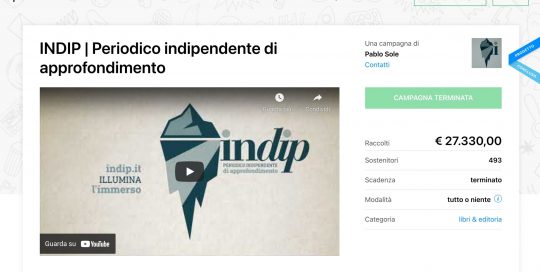 INDIP | Periodico indipendente di
approfondimento
Guarda più...
Condividi
indip.it
ILLUMINA
l'immerso
indip
PERIODICO INDIPENDENTE
di approfondimento
Guarda su YouTube
Una campagna di
Pablo Sole
Contatti
CAMPAGNA TERMINATA
Raccolti € 27.330,00
Sostenitori 493
Scadenza terminato
Modalità tutto o niente
Categoria libri & editoria